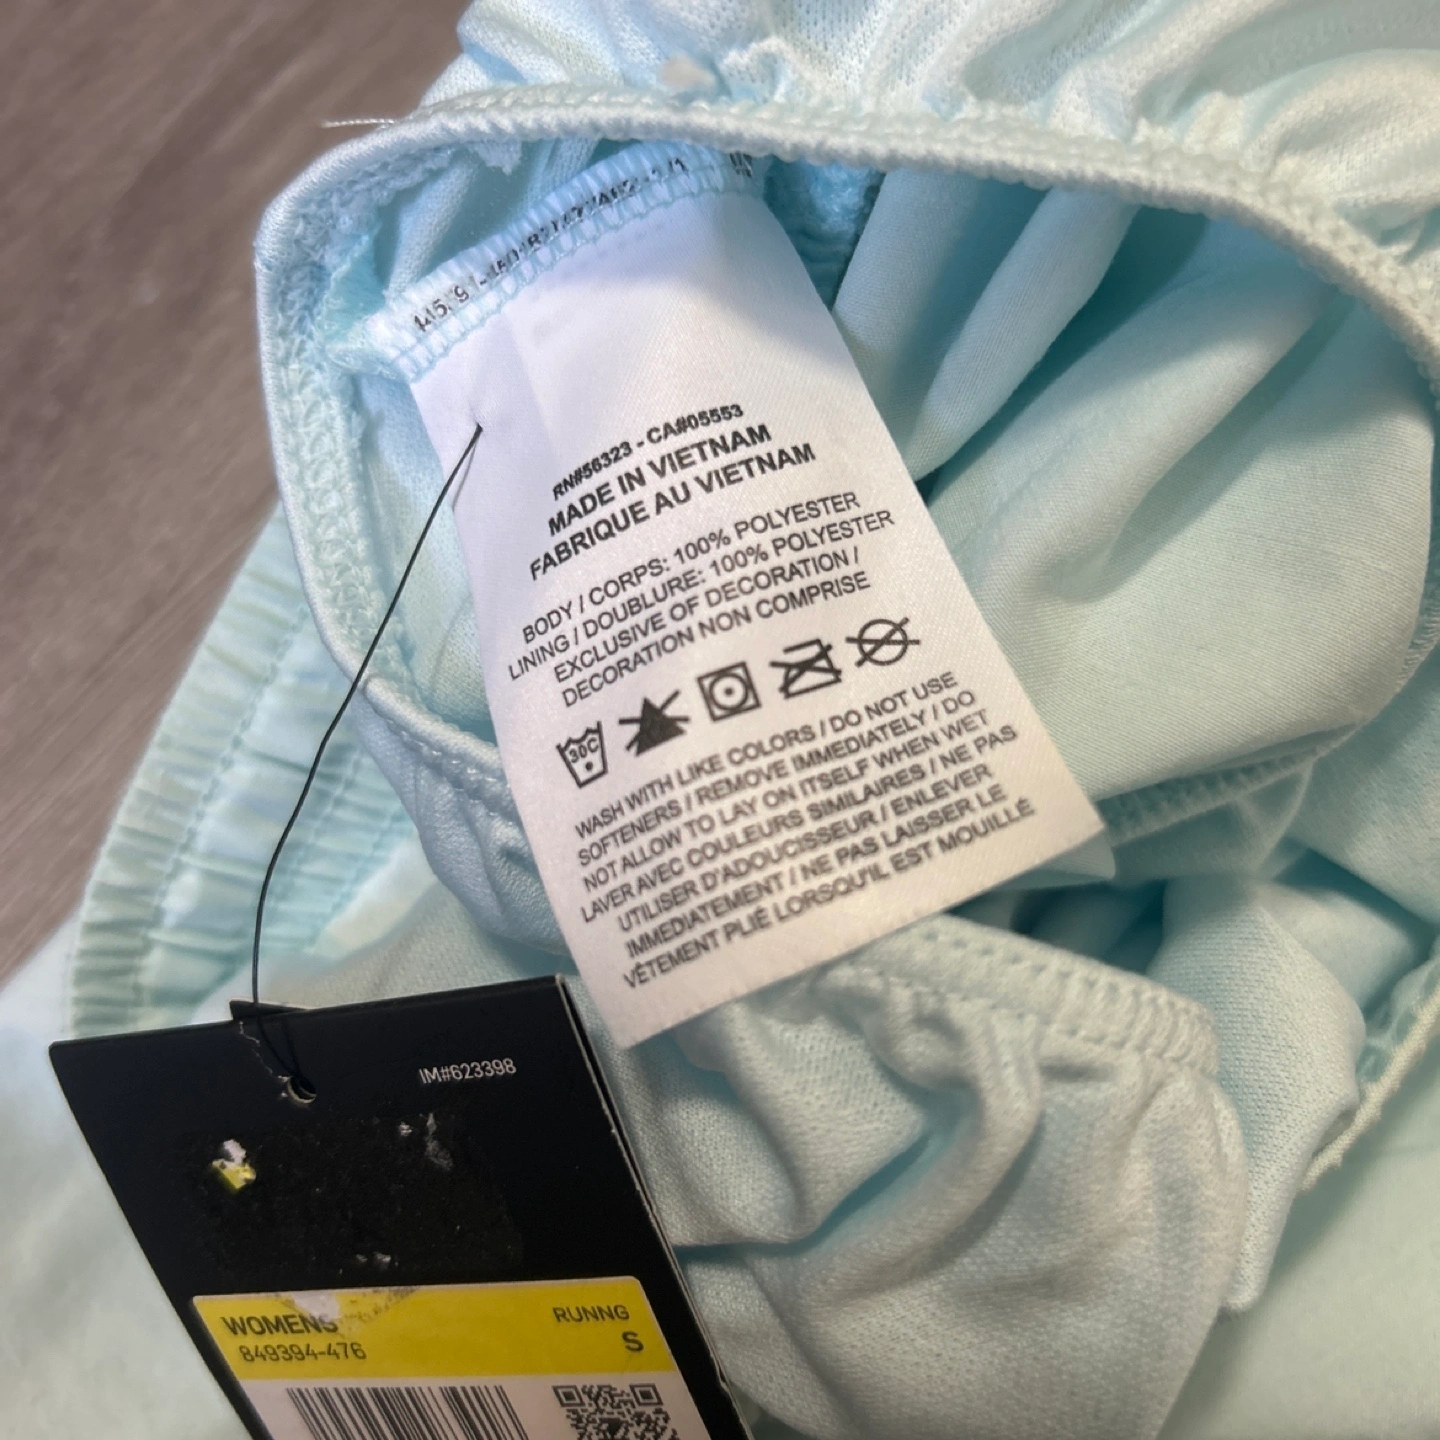 RN#56323 - CA#05553
MADE IN VIETNAM
FABRIQUE AU VIETNAM
BODY / CORPS: 100% POLYESTER
LINING / DOUBLURE: 100% POLYESTER
EXCLUSIVE OF DECORATION /
DECORATION NON COMPRISE
30C
WASH WITH LIKE COLORS / DO NOT USE
SOFTENERS / REMOVE IMMEDIATELY / DO
NOT ALLOW TO LAY ON ITSELF WHEN WET
LAVER AVEC COULEURS SIMILAIRES / NE PAS
UTILISER D'ADOUCISSEUR / ENLEVER
IMMEDIATEMENT / NE PAS LAISSER LE
VÊTEMENT PLIÉ LORSQU'IL EST MOUILLÉ
IM#623398
WOMENS RUNNG
849394-476 S